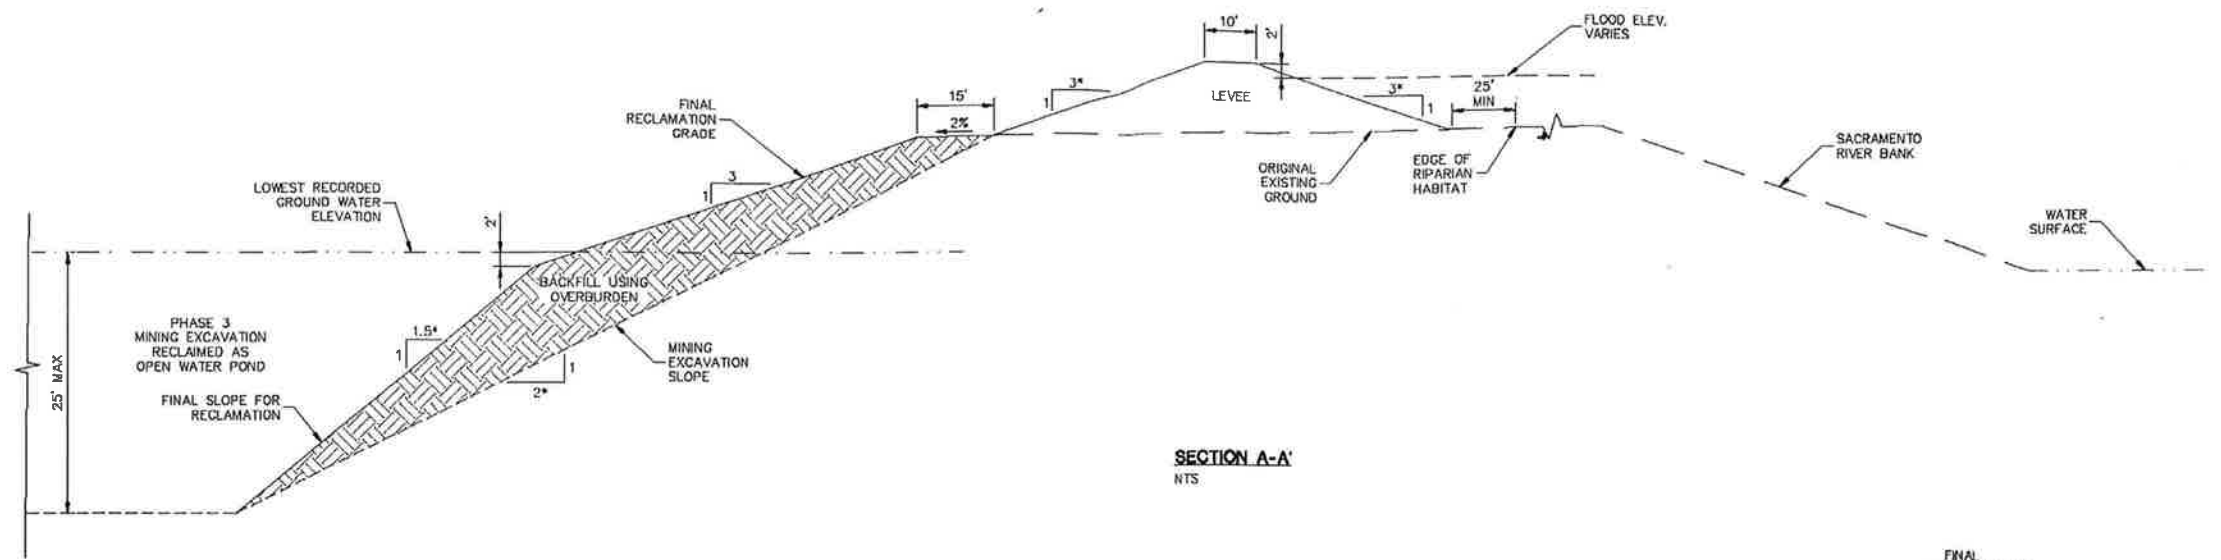 10'
2'
FLOOD ELEV.
VARIES
3*
1
25'
MIN
3*
1
LEVEE
15'
2%
FINAL
RECLAMATION
GRADE
SACRAMENTO
RIVER BANK
ORIGINAL
EXISTING
GROUND
EDGE OF
RIPARIAN
HABITAT
3
1
LOWEST RECORDED
GROUND WATER
ELEVATION
2'
WATER
SURFACE
BACKFILL USING
OVERBURDEN
PHASE 3
MINING EXCAVATION
RECLAIMED AS
OPEN WATER POND
25' MAX
1.5*
1
MINING
EXCAVATION
SLOPE
1
2*
FINAL SLOPE FOR
RECLAMATION
SECTION A-A'
NTS
FINAL